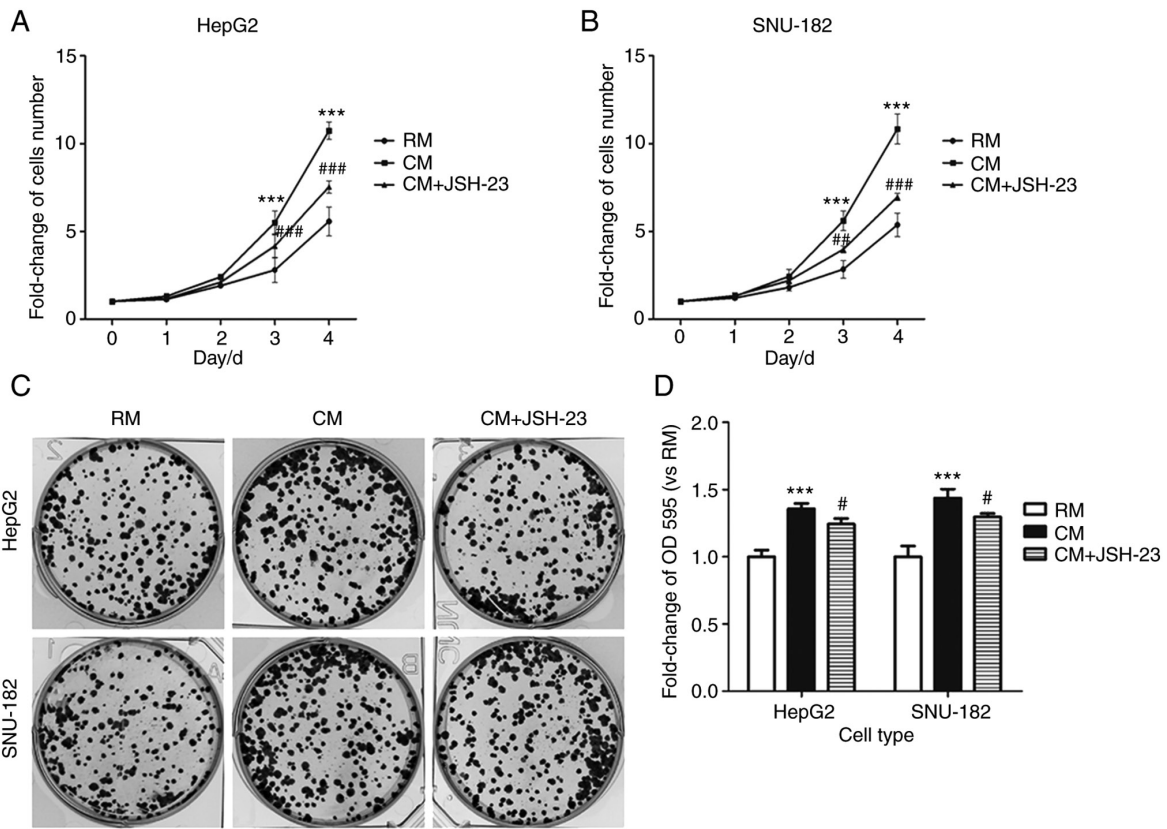 A
HepG2
Fold-change of cells number
15
10
5
0
0 1 2 3 4
Day/d
***
###
***
###
RM
CM
CM+JSH-23
B
SNU-182
Fold-change of cells number
15
10
5
0
0 1 2 3 4
Day/d
***
###
***
##
RM
CM
CM+JSH-23
C
RM CM CM+JSH-23
HepG2
SNU-182
D
Fold-change of OD 595 (vs RM)
2.0
1.5
1.0
0.5
0.0
*** # *** #
HepG2 SNU-182
Cell type
RM
CM
CM+JSH-23